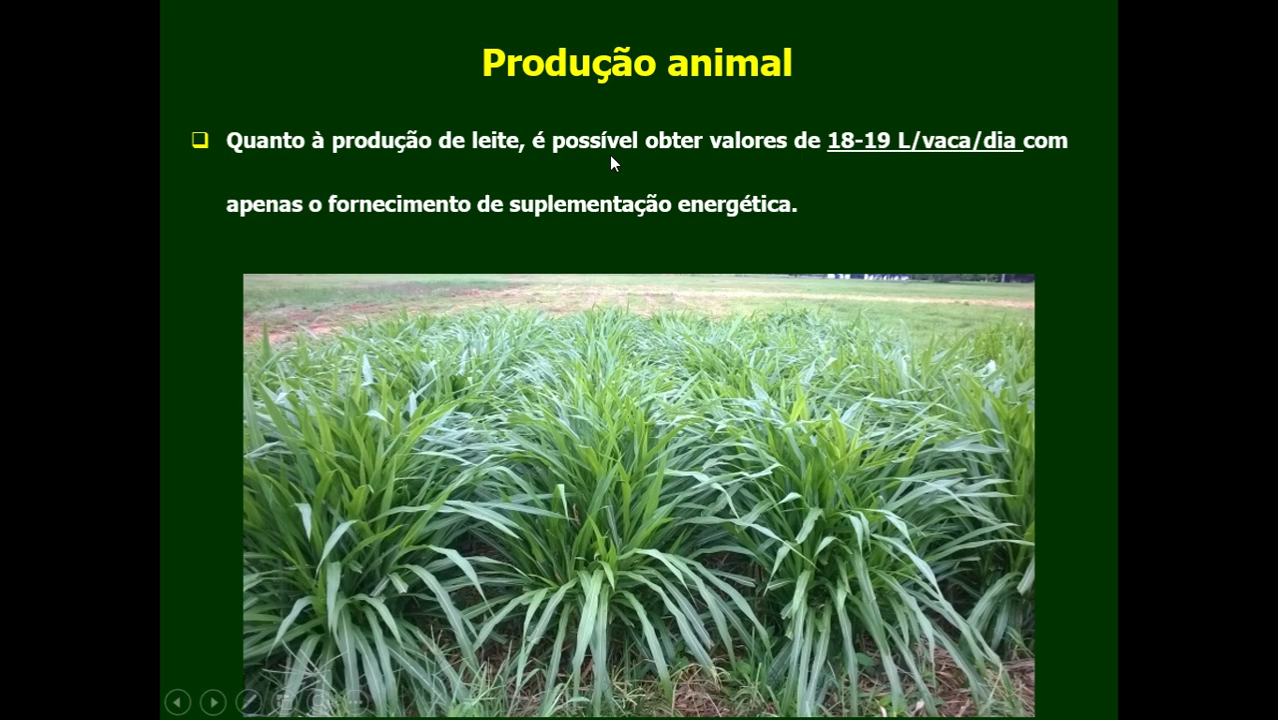 Produção animal
Quanto à produção de leite, é possível obter valores de 18-19 L/vaca/dia com
apenas o fornecimento de suplementação energética.